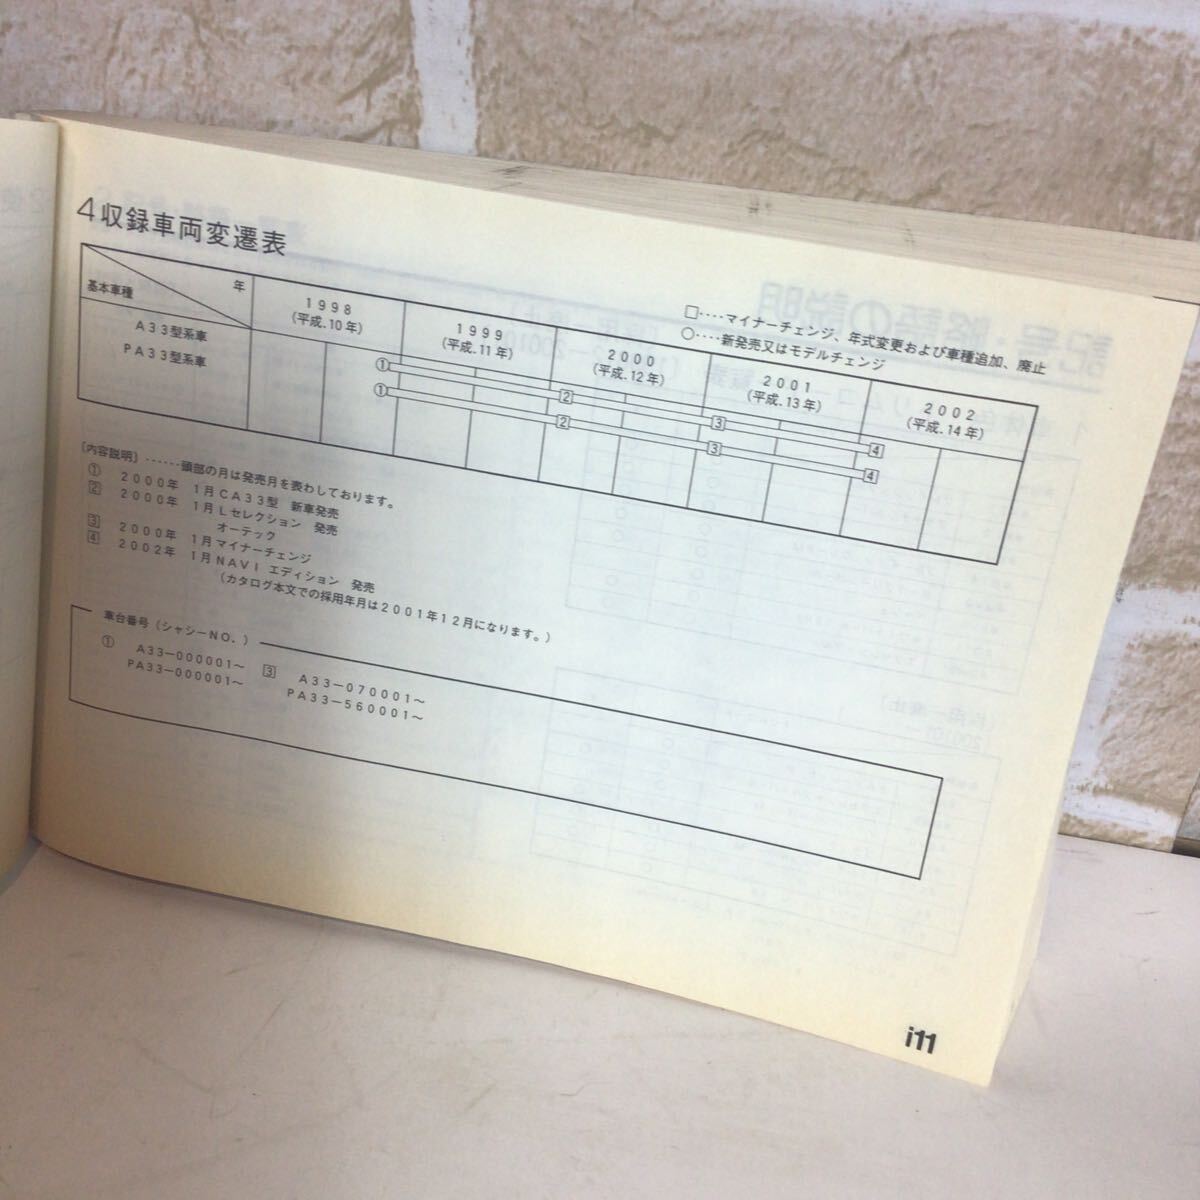 4収録車両変遷表
□‥‥マイナーチェンジ、年式変更および車種追加、廃止
○‥‥新発売又はモデルチェンジ
年
基本車種
1998
(平成.10年)
1999
(平成.11年)
2000
(平成.12年)
2001
(平成.13年)
2002
(平成.14年)
A33型系車
① 2 3 4
PA33型系車
① 2 3 4
〔内容説明〕‥‥‥頭部の月は発売月を表わしております。
① 2000年 1月CA33型 新車発売
2 2000年 1月Lセレクション 発売
オーテック
3 2000年 1月マイナーチェンジ
4 2002年 1月NAVI エディション 発売
(カタログ本文での採用年月は2001年12月になります。)
車台番号(シャシーNO.)
① A33−000001〜
PA33−000001〜
3 A33−070001〜
PA33−560001〜
i11